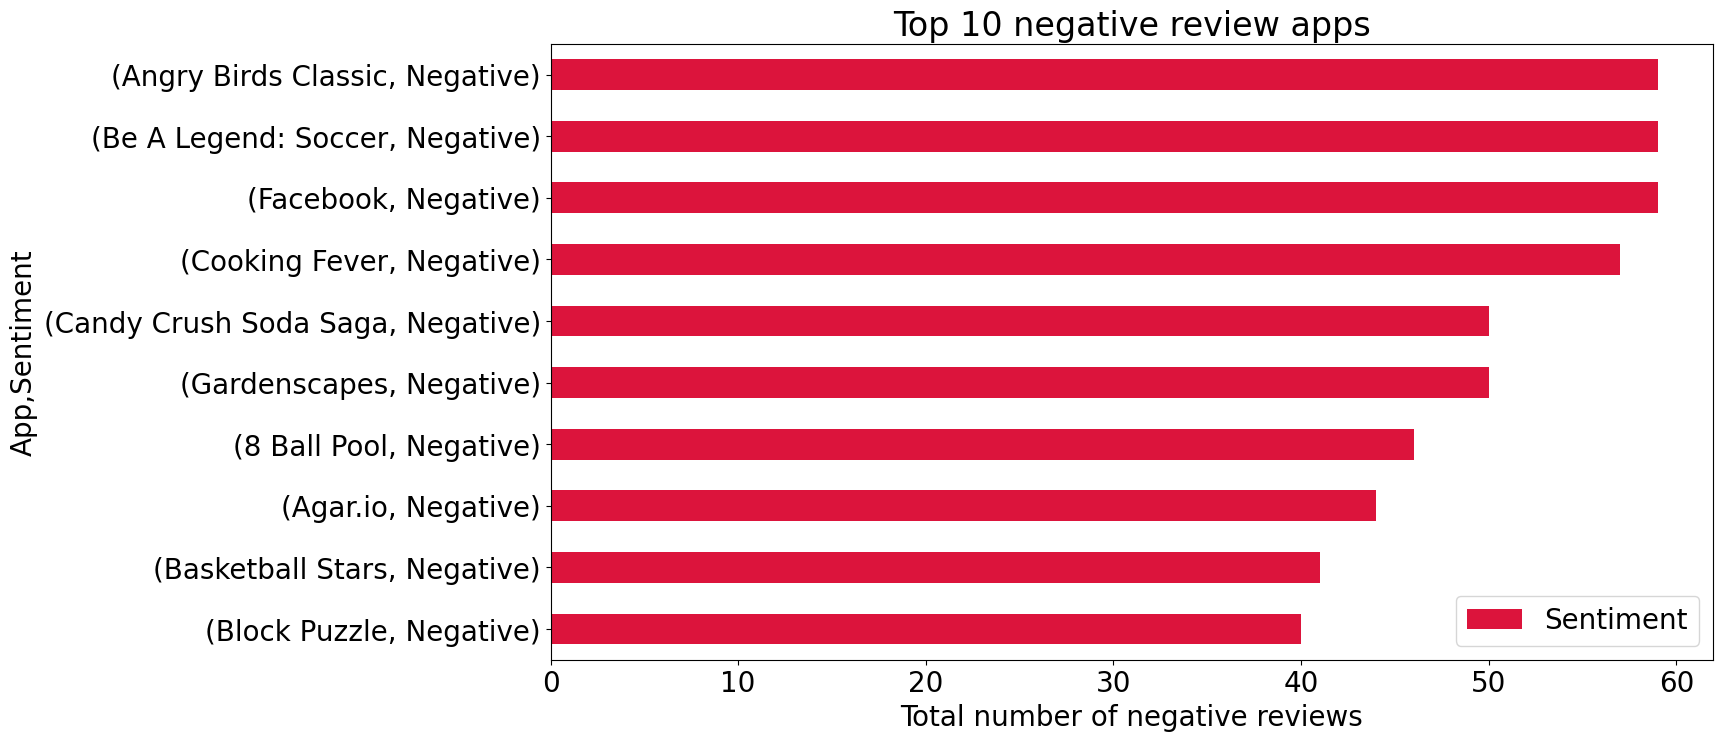 Top 10 negative review apps
(Angry Birds Classic, Negative)
(Be A Legend: Soccer, Negative)
(Facebook, Negative)
(Cooking Fever, Negative)
(Candy Crush Soda Saga, Negative)
(Gardenscapes, Negative)
(8 Ball Pool, Negative)
(Agar.io, Negative)
(Basketball Stars, Negative)
(Block Puzzle, Negative)
App,Sentiment
Sentiment
0 10 20 30 40 50 60
Total number of negative reviews